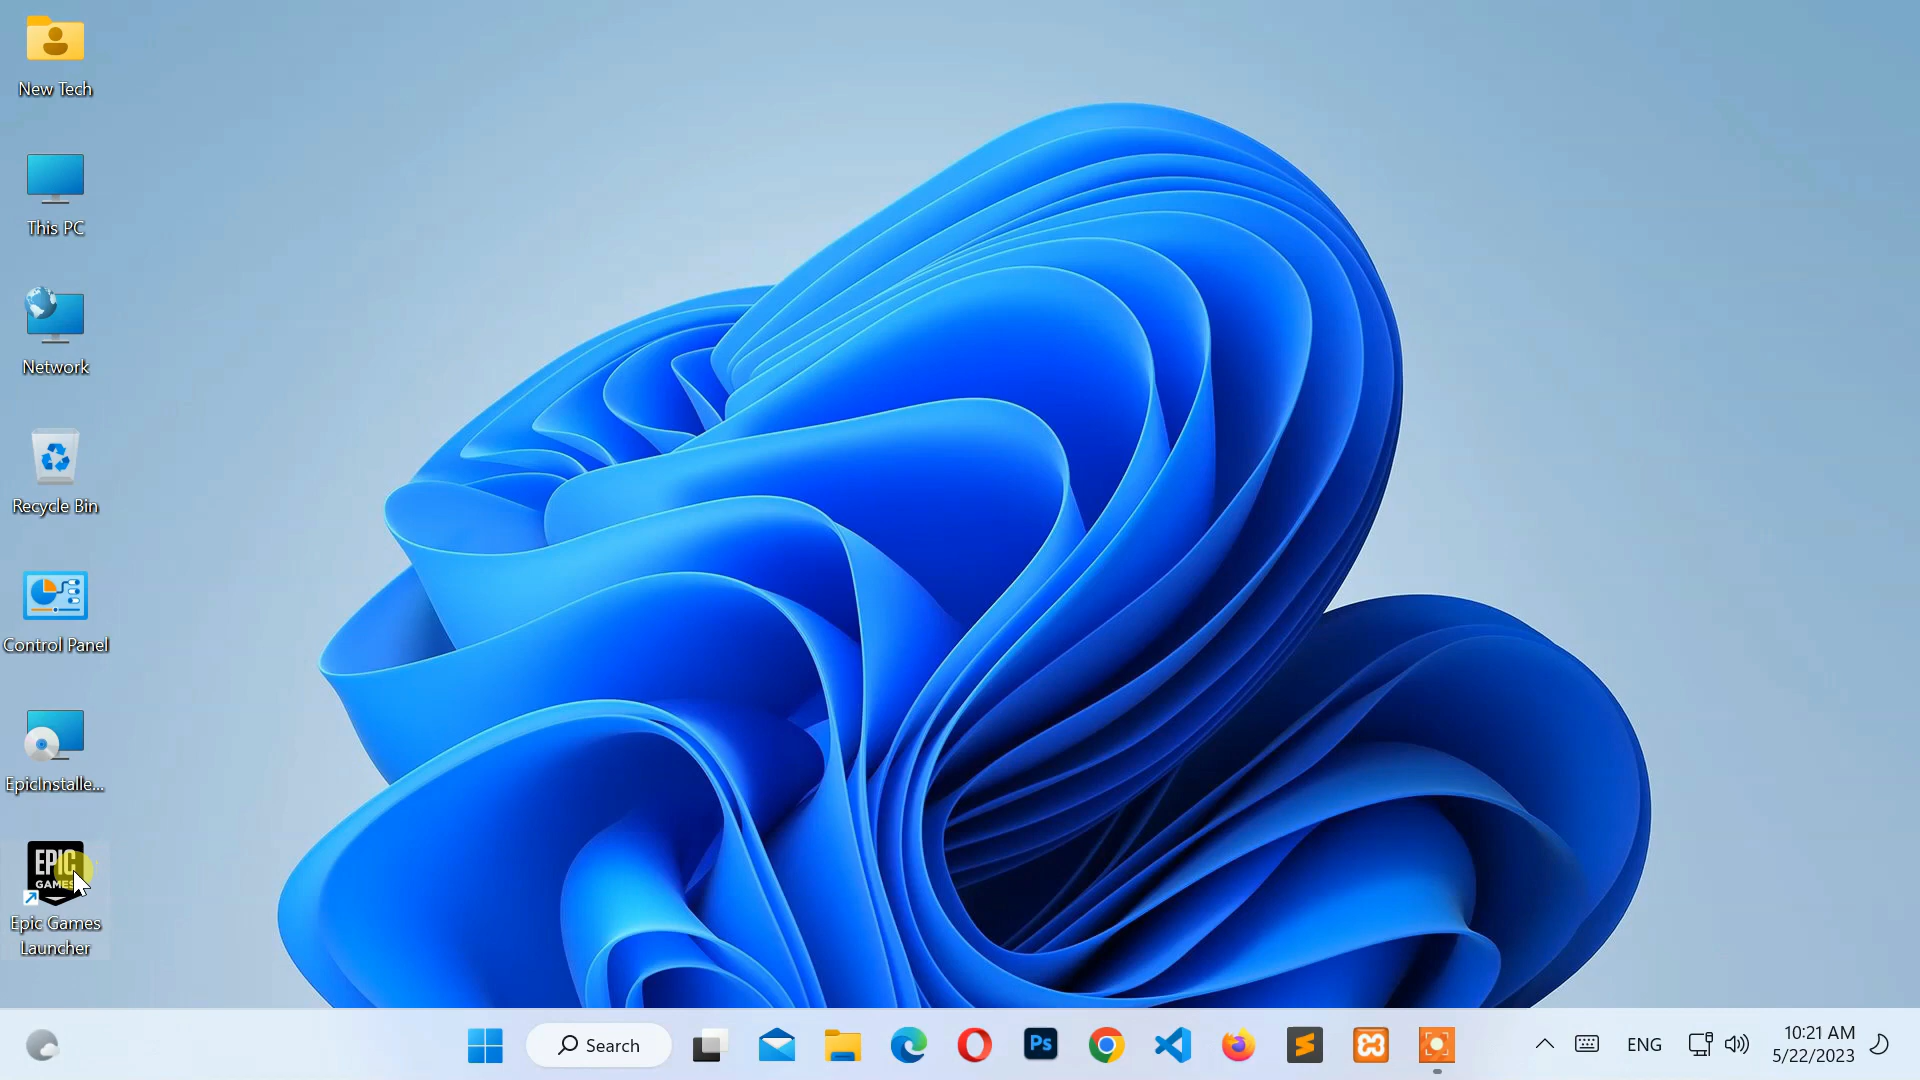 New Tech
This PC
Network
Recycle Bin
Control Panel
EpicInstalle...
EPIC
GAMES
Epic Games
Launcher
Search
Ps
ENG
10:21 AM
5/22/2023